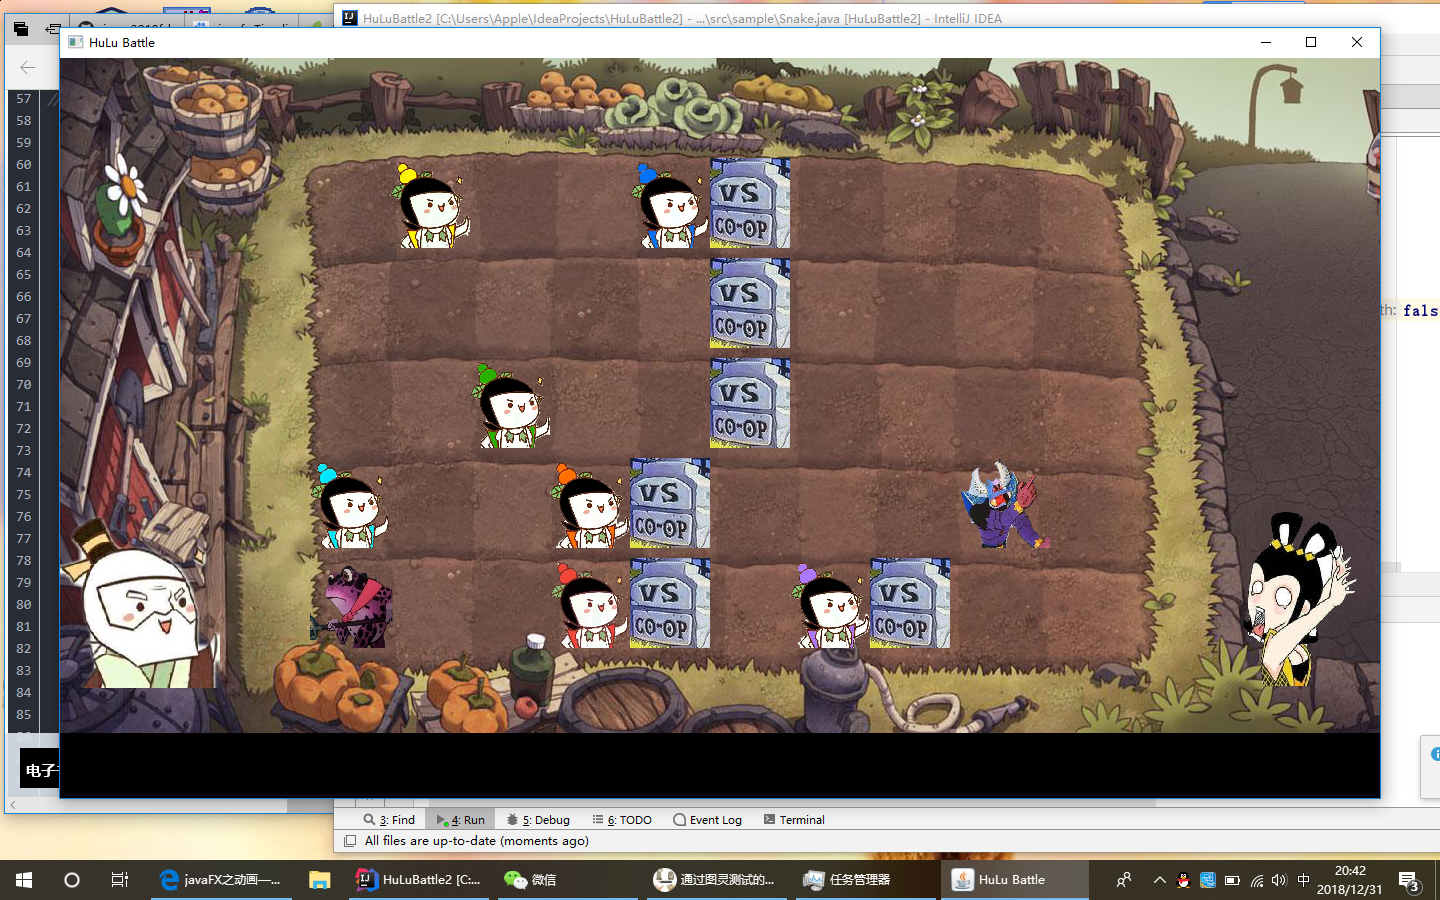 HuLuBattle2 [C:\Users\Apple\IdeaProjects\HuLuBattle2] - ...\src\sample\Snake.java [HuLuBattle2] - IntelliJ IDEA
HuLu Battle
57 //
58
59
60
61
62
63
64
65
66
67
68
69
70
71
72
73
74
75
76
77
78
79
80
81
82
83
84
85
86
VS
CO-OP
VS
CO-OP
th: fals
VS
CO-OP
VS
CO-OP
VS
CO-OP
VS
CO-OP
电子
3: Find
4: Run
5: Debug
6: TODO
Event Log
Terminal
All files are up-to-date (moments ago)
javaFX之动画—...
HuLuBattle2 [C:...
微信
通过图灵测试的...
任务管理器
HuLu Battle
中
20:42
2018/12/31
3